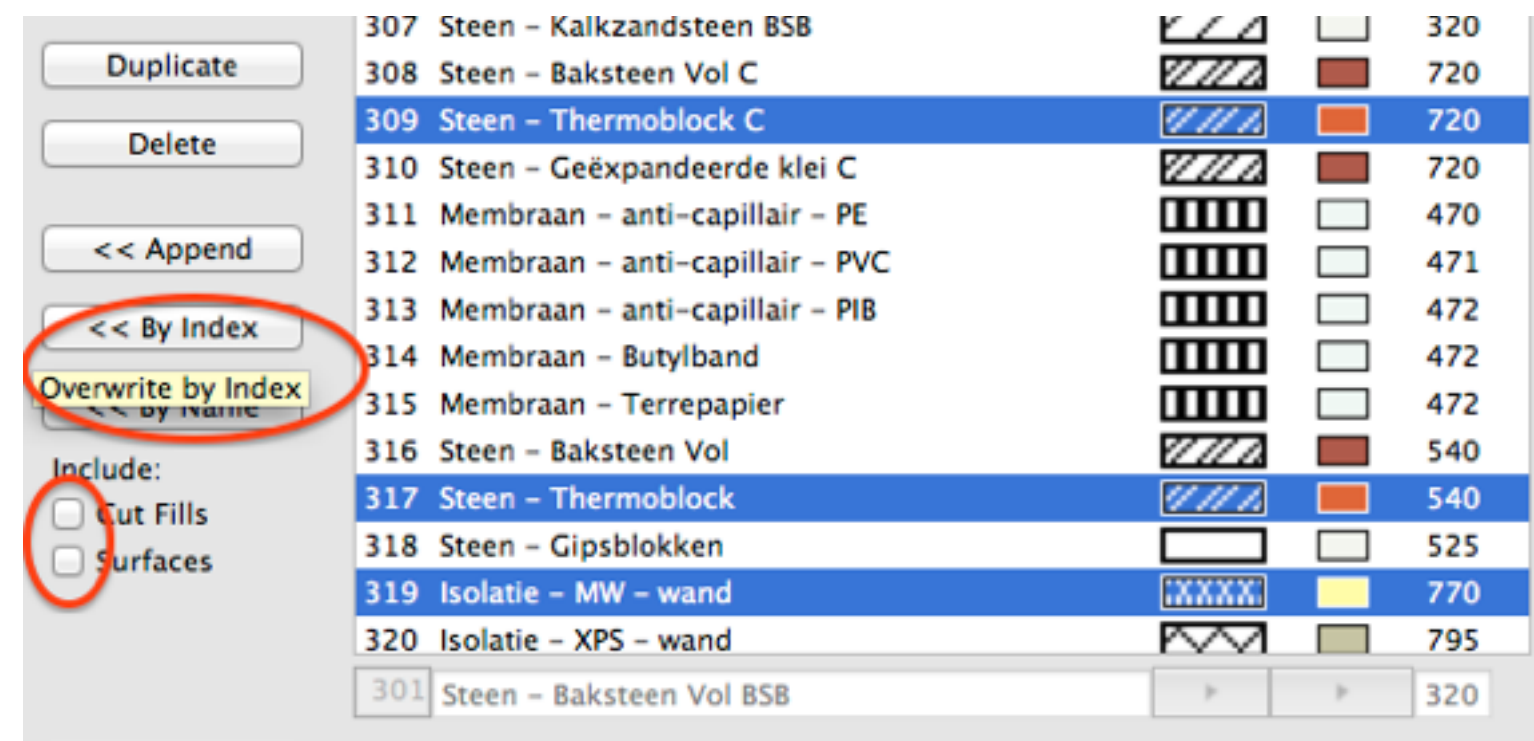 Duplicate
Delete
<< Append
<< By Index
Overwrite by Index
<< By Name
Include:
Cut Fills
Surfaces
307 Steen – Kalkzandsteen BSB 320
308 Steen – Baksteen Vol C 720
309 Steen – Thermoblock C 720
310 Steen – Geëxpandeerde klei C 720
311 Membraan – anti-capillair – PE 470
312 Membraan – anti-capillair – PVC 471
313 Membraan – anti-capillair – PIB 472
314 Membraan – Butylband 472
315 Membraan – Terrepapier 472
316 Steen – Baksteen Vol 540
317 Steen – Thermoblock 540
318 Steen – Gipsblokken 525
319 Isolatie – MW – wand 770
320 Isolatie – XPS – wand 795
301 Steen – Baksteen Vol BSB 320